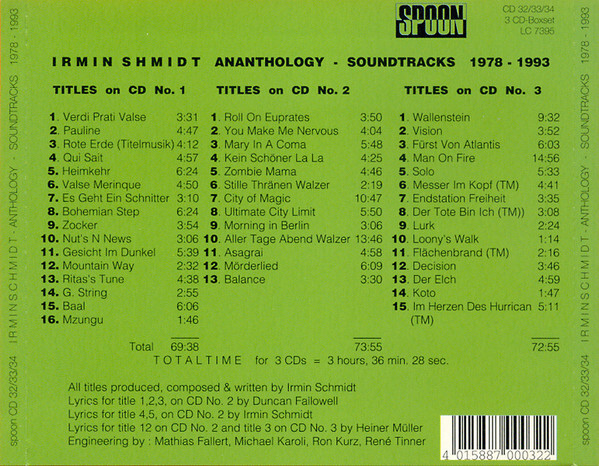 SPOON
CD 32/33/34
3 CD-Boxset
LC 7395
IRMIN SHMIDT ANANTHOLOGY - SOUNDTRACKS 1978 - 1993
TITLES on CD No. 1
1. Verdi Prati Valse 3:31
2. Pauline 4:47
3. Rote Erde (Titelmusik) 4:12
4. Qui Sait 4:57
5. Heimkehr 6:34
6. Valse Merinque 4:50
7. Es Geht Ein Schnitter 3:10
8. Bohemian Step 6:24
9. Zocker 3:54
10. Nut's N News 5:06
11. Gesicht Im Dunkel 5:39
12. Mountain Way 2:32
13. Ritas's Tune 4:38
14. G. String 2:55
15. Baal 6:01
16. Mzungu 1:46
Total 69:38
TITLES on CD No. 2
1. Roll On Euprates 3:50
2. You Make Me Nervous 4:04
3. Mary In A Coma 5:48
4. Kein Schöner La La 4:25
5. Zombie Mama 4:46
6. Stille Thränen Walzer 2:19
7. City of Magic 10:47
8. Ultimate City Limit 5:50
9. Morning in Berlin 3:06
10. Aller Tage Abend Walzer 13:46
11. Asagrai 4:58
12. Mörderlied 6:09
13. Balance 3:30
73:55
TITLES on CD No. 3
1. Wallenstein 9:32
2. Vision 3:52
3. Fürst Von Atlantis 6:03
4. Man On Fire 14:56
5. Solo 5:33
6. Messer Im Kopf (TM) 4:41
7. Endstation Freiheit 3:35
8. Der Tote Bin Ich (TM)) 3:08
9. Lurk 2:24
10. Loony's Walk 1:14
11. Flächenbrand (TM) 2:16
12. Decision 3:46
13. Der Elch 4:59
14. Koto 1:47
15. Im Herzen Des Hurrican 5:11
(TM)
72:55
TOTALTIME for 3 CDs = 3 hours, 36 min. 28 sec.
All titles produced, composed & written by Irmin Schmidt
Lyrics for title 1,2,3, on CD No. 2 by Duncan Fallowell
Lyrics for title 4,5, on CD No. 2 by Irmin Schmidt
Lyrics for title 12 on CD No. 2 and title 3 on CD No. 3 by Heiner Müller
Engineering by : Mathias Fallert, Michael Karoli, Ron Kurz, René Tinner
4 015887 000322
spoon CD 32/33/34 IRMIN SCHMIDT - ANTHOLOGY - SOUNDTRACKS 1978 - 1993
spoon CD 32/33/34 IRMIN SCHMIDT - ANTHOLOGY - SOUNDTRACKS 1978 - 1993